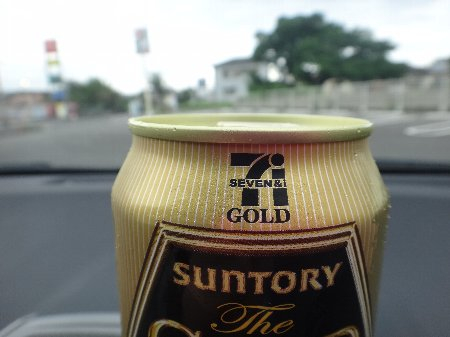 7i
SEVEN&i
GOLD
SUNTORY
The